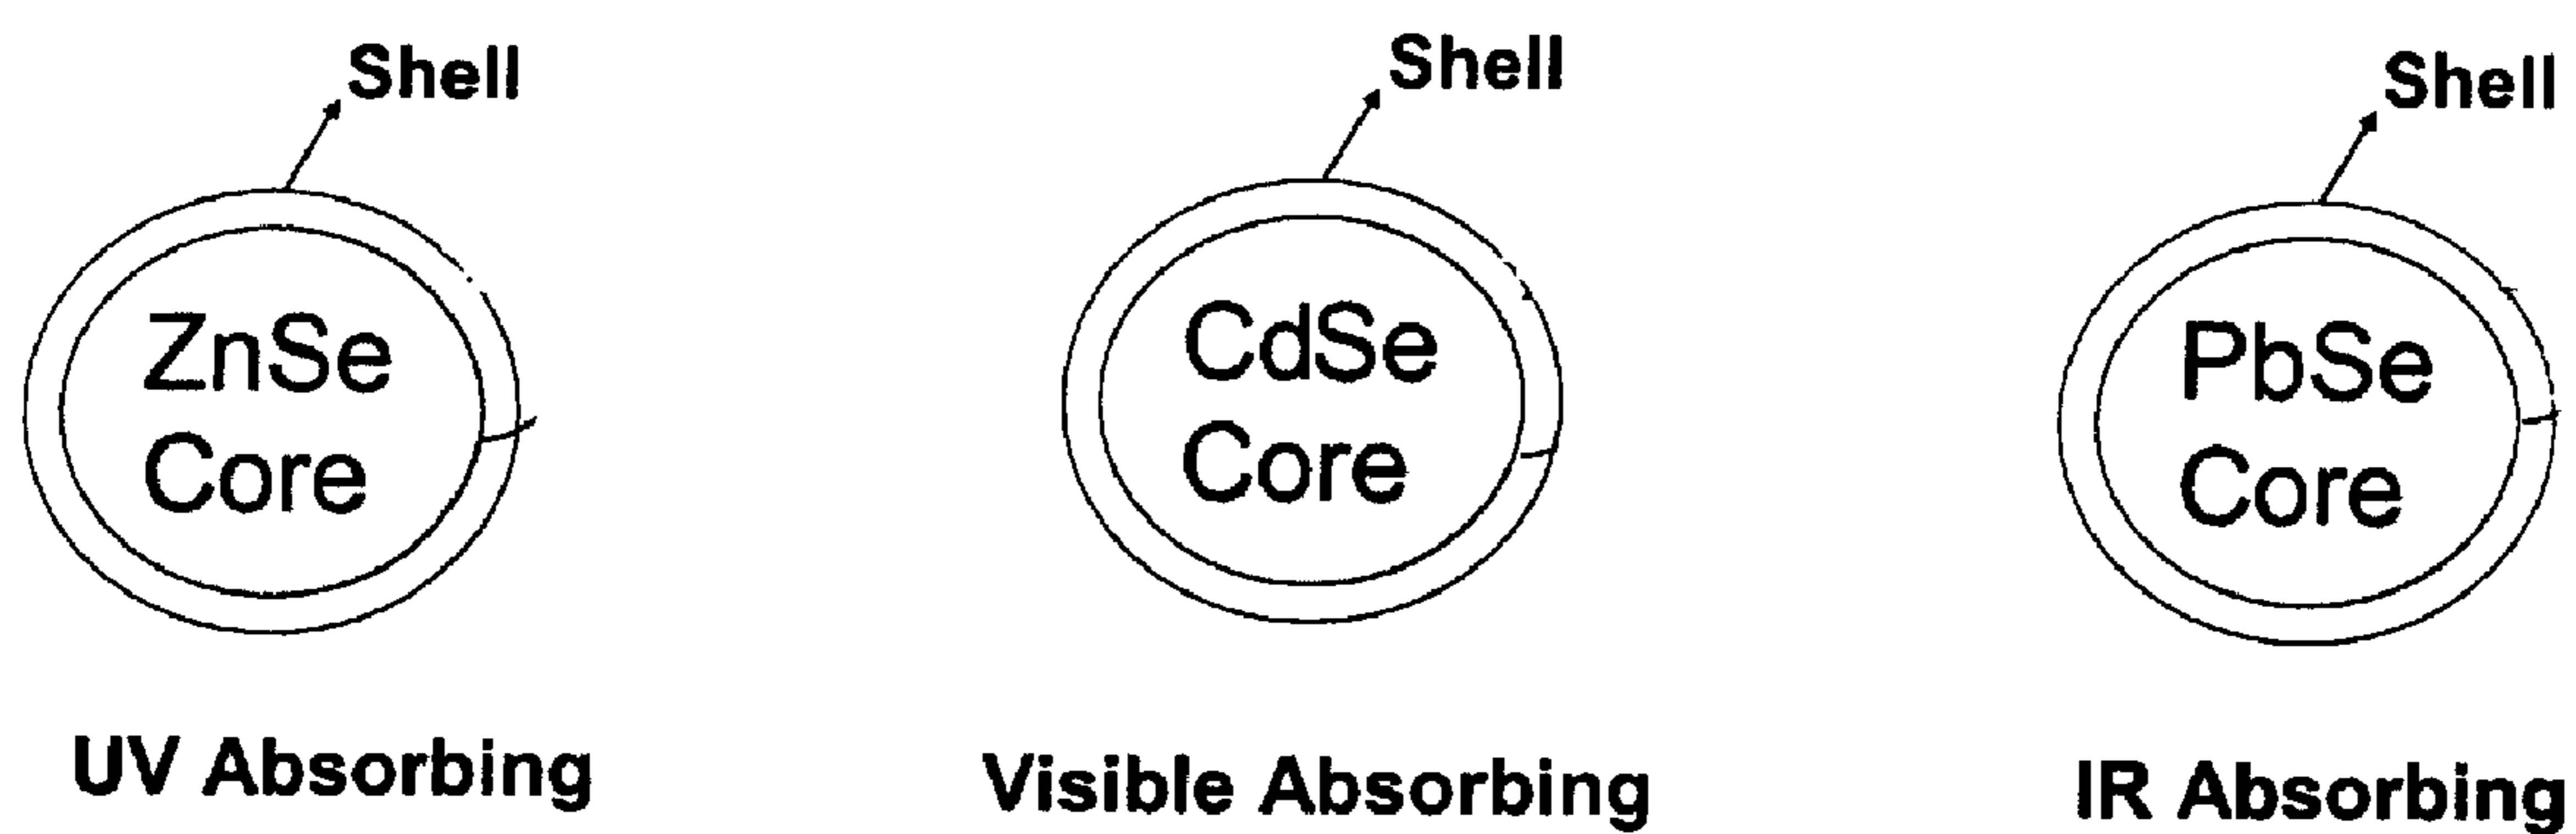 Shell
ZnSe
Core
UV Absorbing
Shell
CdSe
Core
Visible Absorbing
Shell
PbSe
Core
IR Absorbing